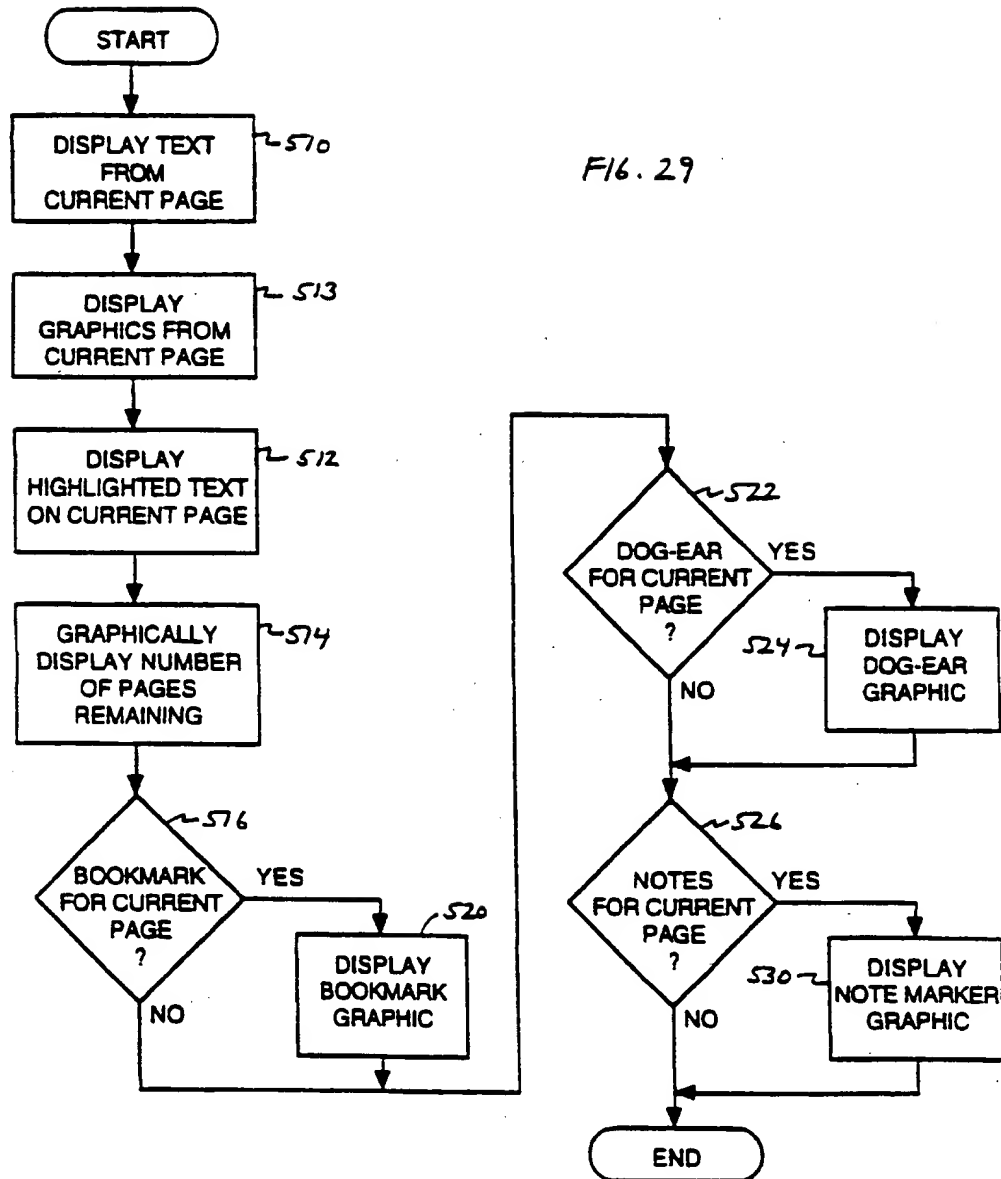 START
DISPLAY TEXT
FROM
CURRENT PAGE
510
FIG. 29
DISPLAY
GRAPHICS FROM
CURRENT PAGE
513
DISPLAY
HIGHLIGHTED TEXT
ON CURRENT PAGE
512
GRAPHICALLY
DISPLAY NUMBER
OF PAGES
REMAINING
514
BOOKMARK
FOR CURRENT
PAGE
?
516
YES
NO
520
DISPLAY
BOOKMARK
GRAPHIC
522
DOG-EAR
FOR CURRENT
PAGE
?
YES
NO
524
DISPLAY
DOG-EAR
GRAPHIC
526
NOTES
FOR CURRENT
PAGE
?
YES
NO
530
DISPLAY
NOTE MARKER
GRAPHIC
END